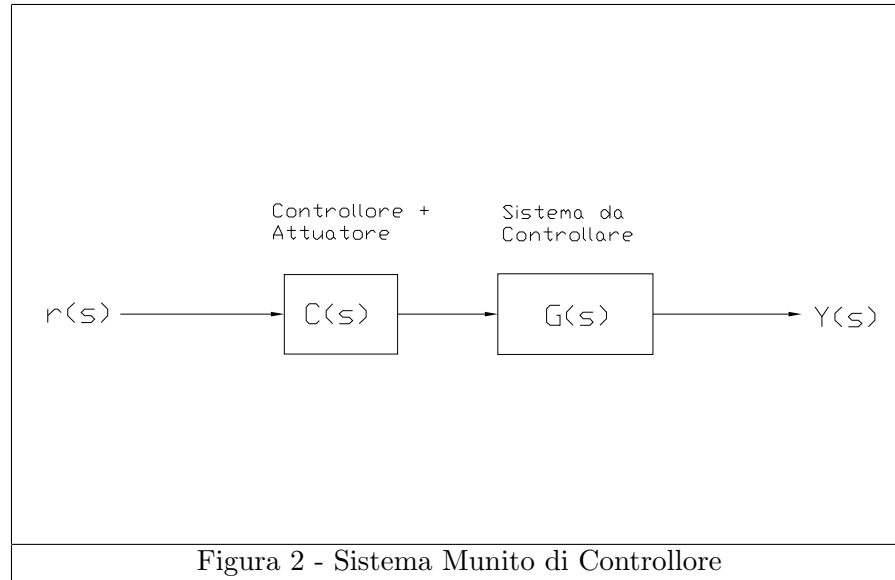 Controllore +
Attuatore
Sistema da
Controllare
r(s)
C(s)
G(s)
Y(s)
Figura 2 - Sistema Munito di Controllore